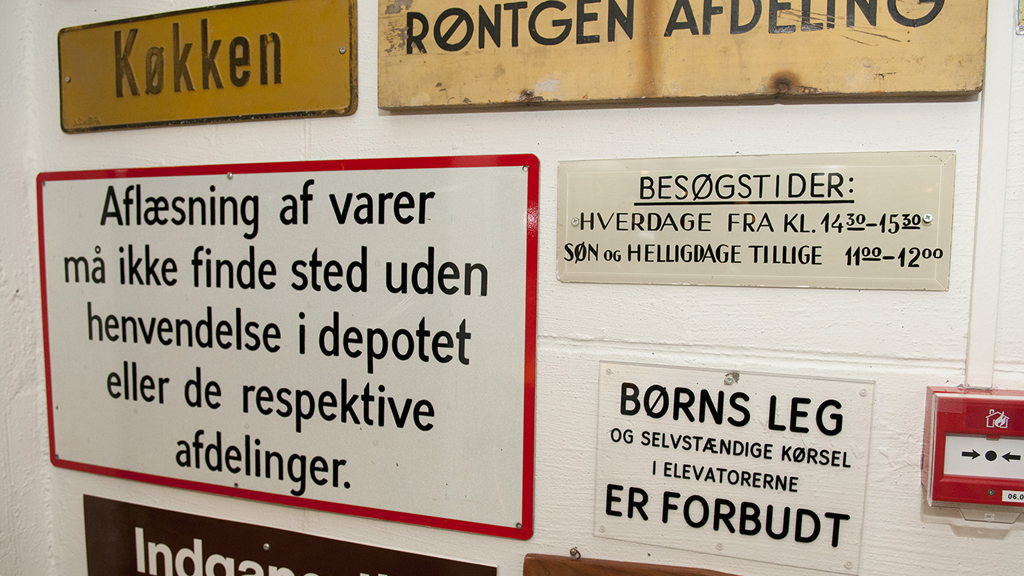 Køkken
RØNTGEN AFDELING
Aflæsning af varer
må ikke finde sted uden
henvendelse i depotet
eller de respektive
afdelinger.
BESØGSTIDER:
HVERDAGE FRA KL. 14³⁰-15³⁰
SØN OG HELLIGDAGE TILLIGE 11⁰⁰-12⁰⁰
BØRNS LEG
OG SELVSTÆNDIGE KØRSEL
I ELEVATORERNE
ER FORBUDT